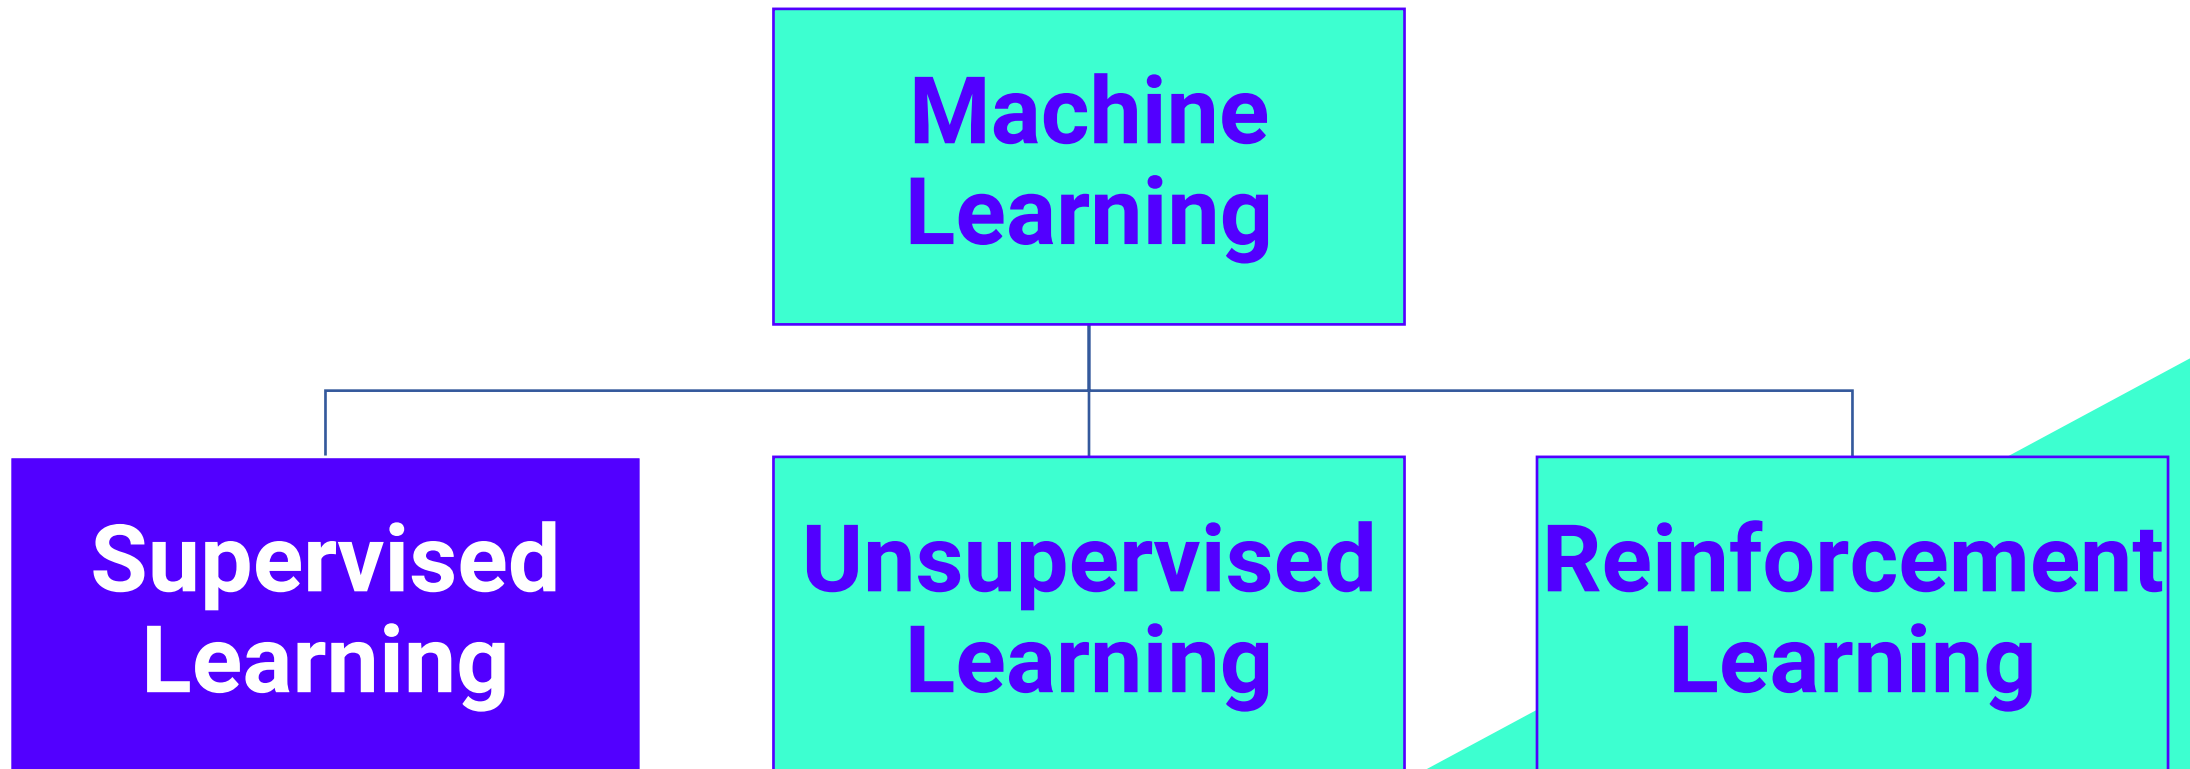 Machine
Learning
Supervised
Learning
Unsupervised
Learning
Reinforcement
Learning